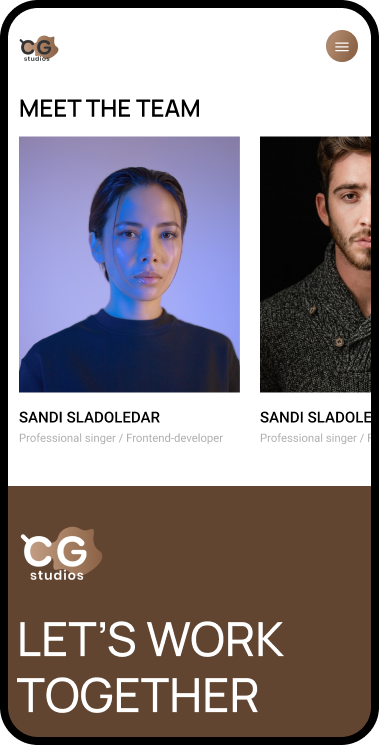 CG
studios
MEET THE TEAM
SANDI SLADOLEDAR
Professional singer / Frontend-developer
SANDI SLADOLE
Professional singer / F
CG
studios
LET’S WORK
TOGETHER